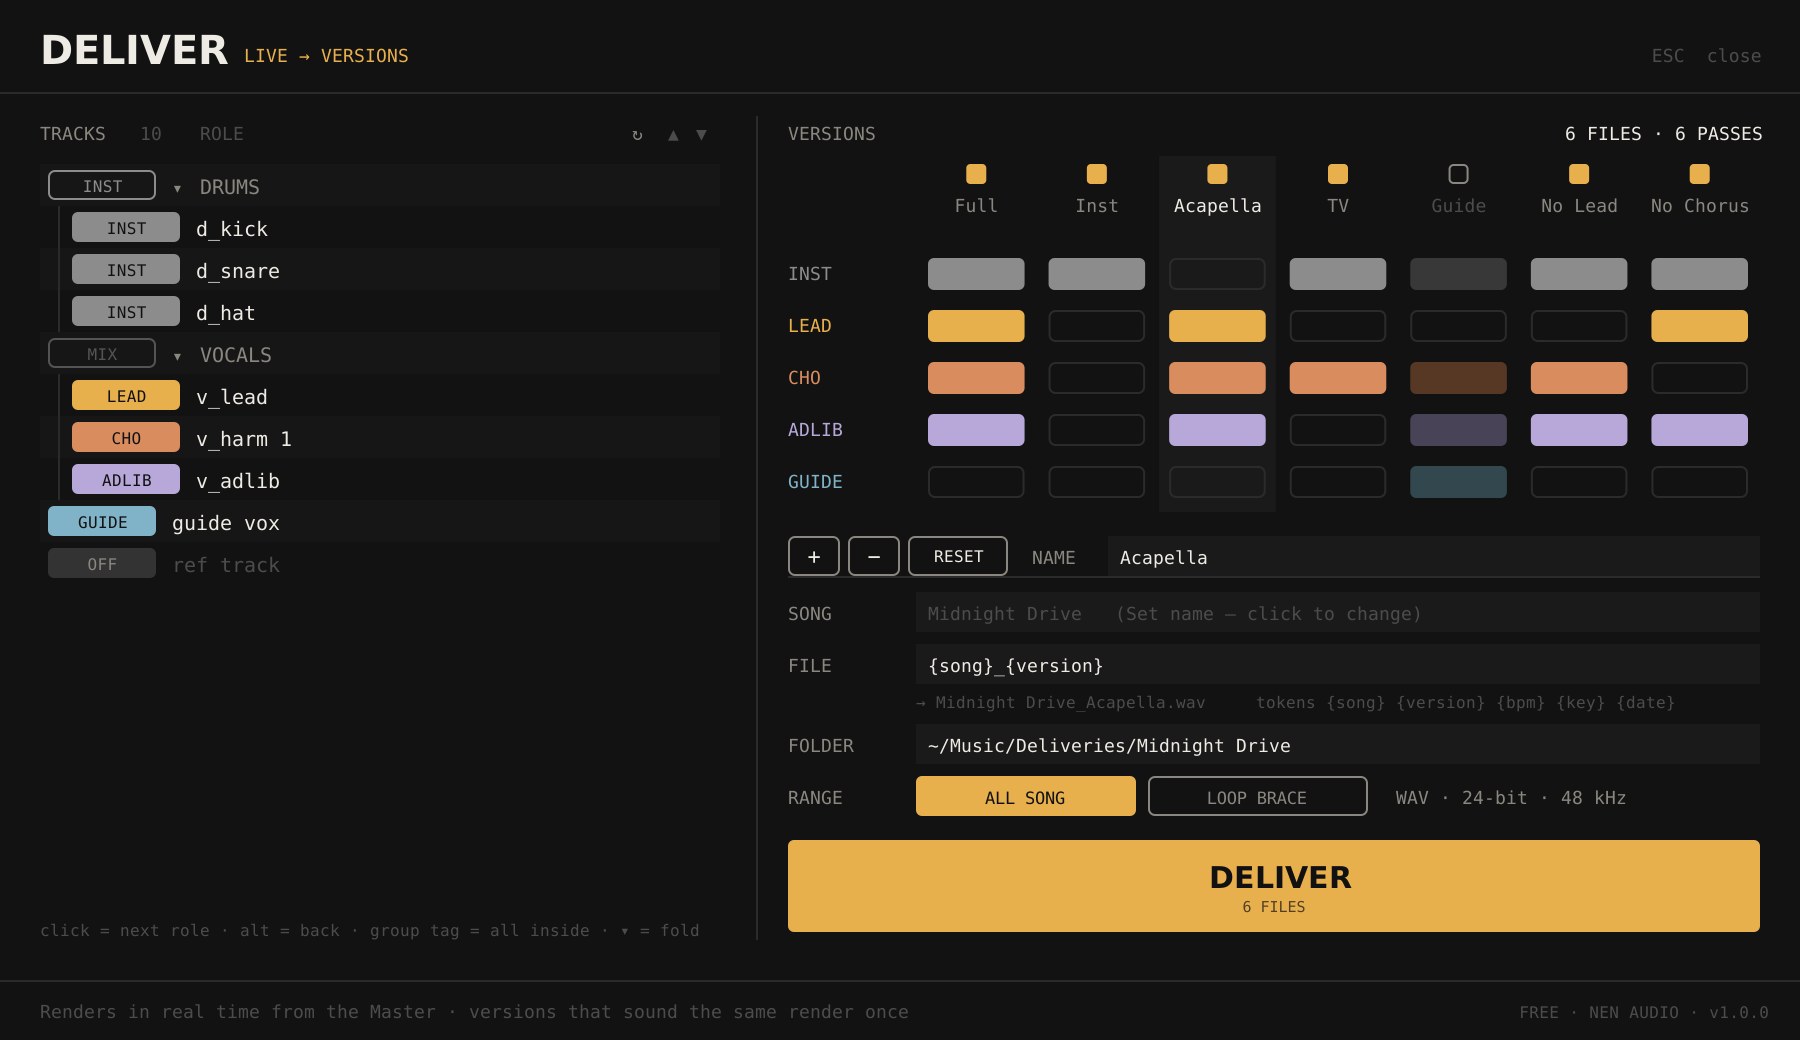 DELIVER LIVE → VERSIONS
ESC close
TRACKS 10 ROLE ↻ ▲ ▼
INST ▾ DRUMS
INST d_kick
INST d_snare
INST d_hat
MIX ▾ VOCALS
LEAD v_lead
CHO v_harm 1
ADLIB v_adlib
GUIDE guide vox
OFF ref track
click = next role · alt = back · group tag = all inside · ▾ = fold
VERSIONS 6 FILES · 6 PASSES
Full Inst Acapella TV Guide No Lead No Chorus
INST
LEAD
CHO
ADLIB
GUIDE
+ − RESET NAME Acapella
SONG Midnight Drive (Set name — click to change)
FILE {song}_{version}
→ Midnight Drive_Acapella.wav tokens {song} {version} {bpm} {key} {date}
FOLDER ~/Music/Deliveries/Midnight Drive
RANGE ALL SONG LOOP BRACE WAV · 24-bit · 48 kHz
DELIVER
6 FILES
Renders in real time from the Master · versions that sound the same render once
FREE · NEN AUDIO · v1.0.0